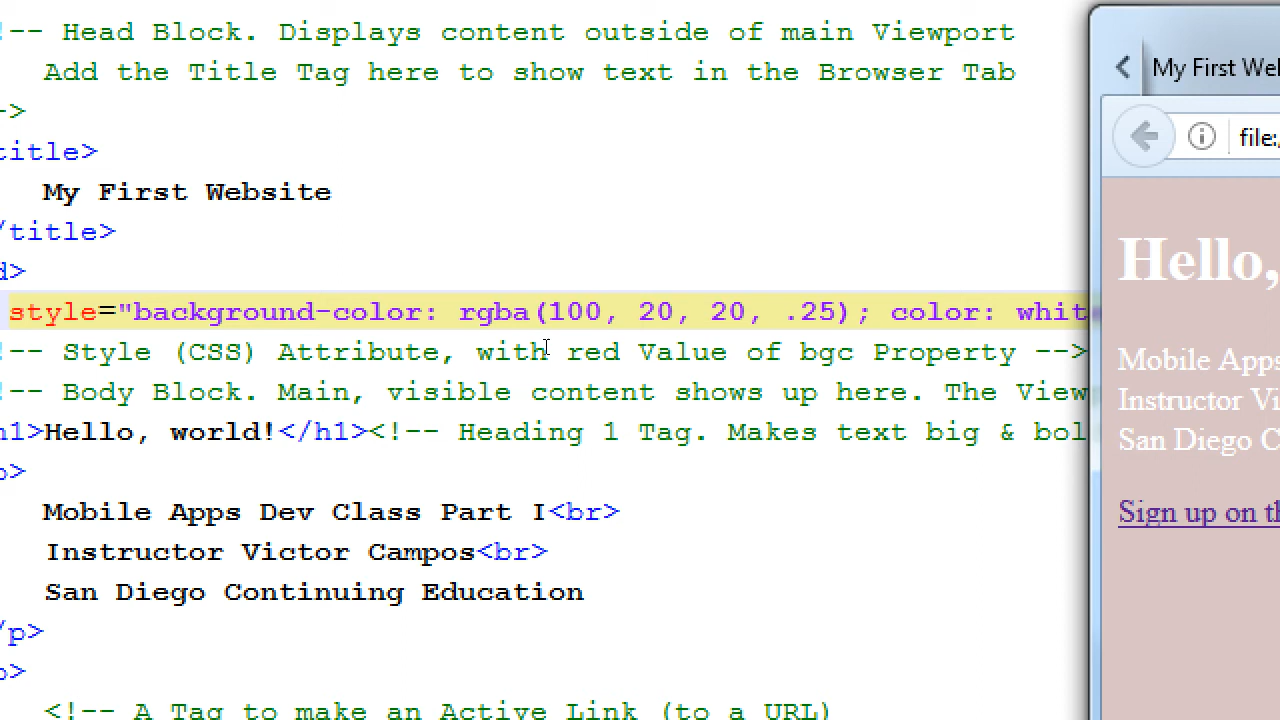 !-- Head Block. Displays content outside of main Viewport
Add the Title Tag here to show text in the Browser Tab
->
title>
My First Website
/title>
d>
style="background-color: rgba(100, 20, 20, .25); color: whit
!-- Style (CSS) Attribute, with red Value of bgc Property -->
!-- Body Block. Main, visible content shows up here. The View
h1>Hello, world!</h1><!-- Heading 1 Tag. Makes text big & bol
p>
Mobile Apps Dev Class Part I<br>
Instructor Victor Campos<br>
San Diego Continuing Education
/p>
p>
<!-- A Tag to make an Active Link (to a URL)
My First Web
file:
Hello,
Mobile Apps
Instructor Vi
San Diego C
Sign up on th